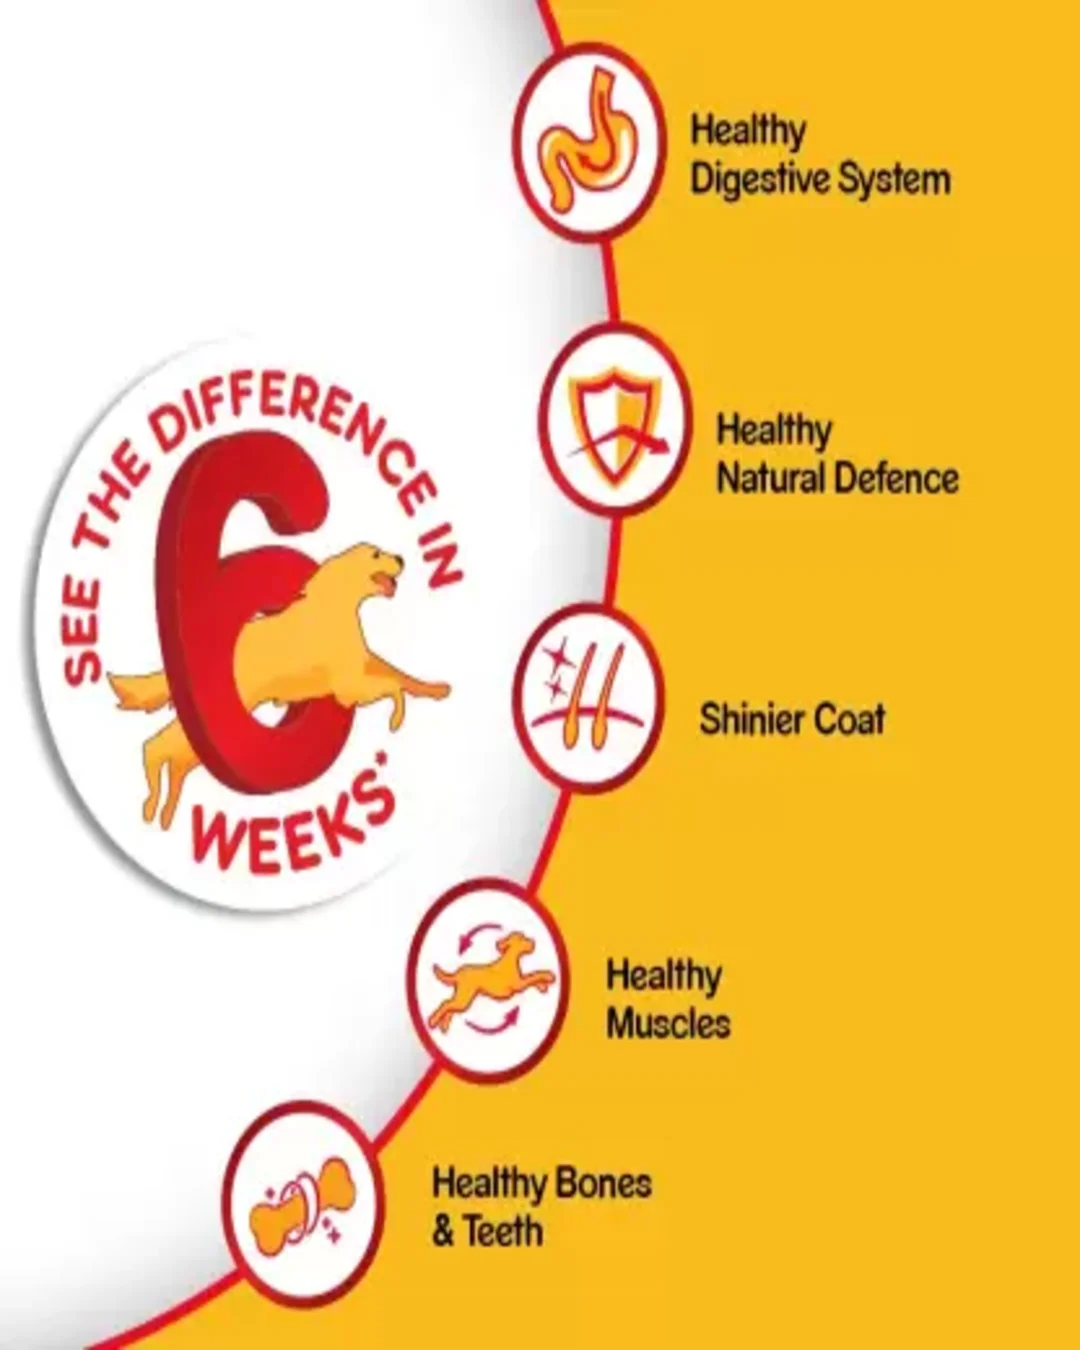 SEE THE DIFFERENCE IN
6
WEEKS*
Healthy
Digestive System
Healthy
Natural Defence
Shinier Coat
Healthy
Muscles
Healthy Bones
& Teeth